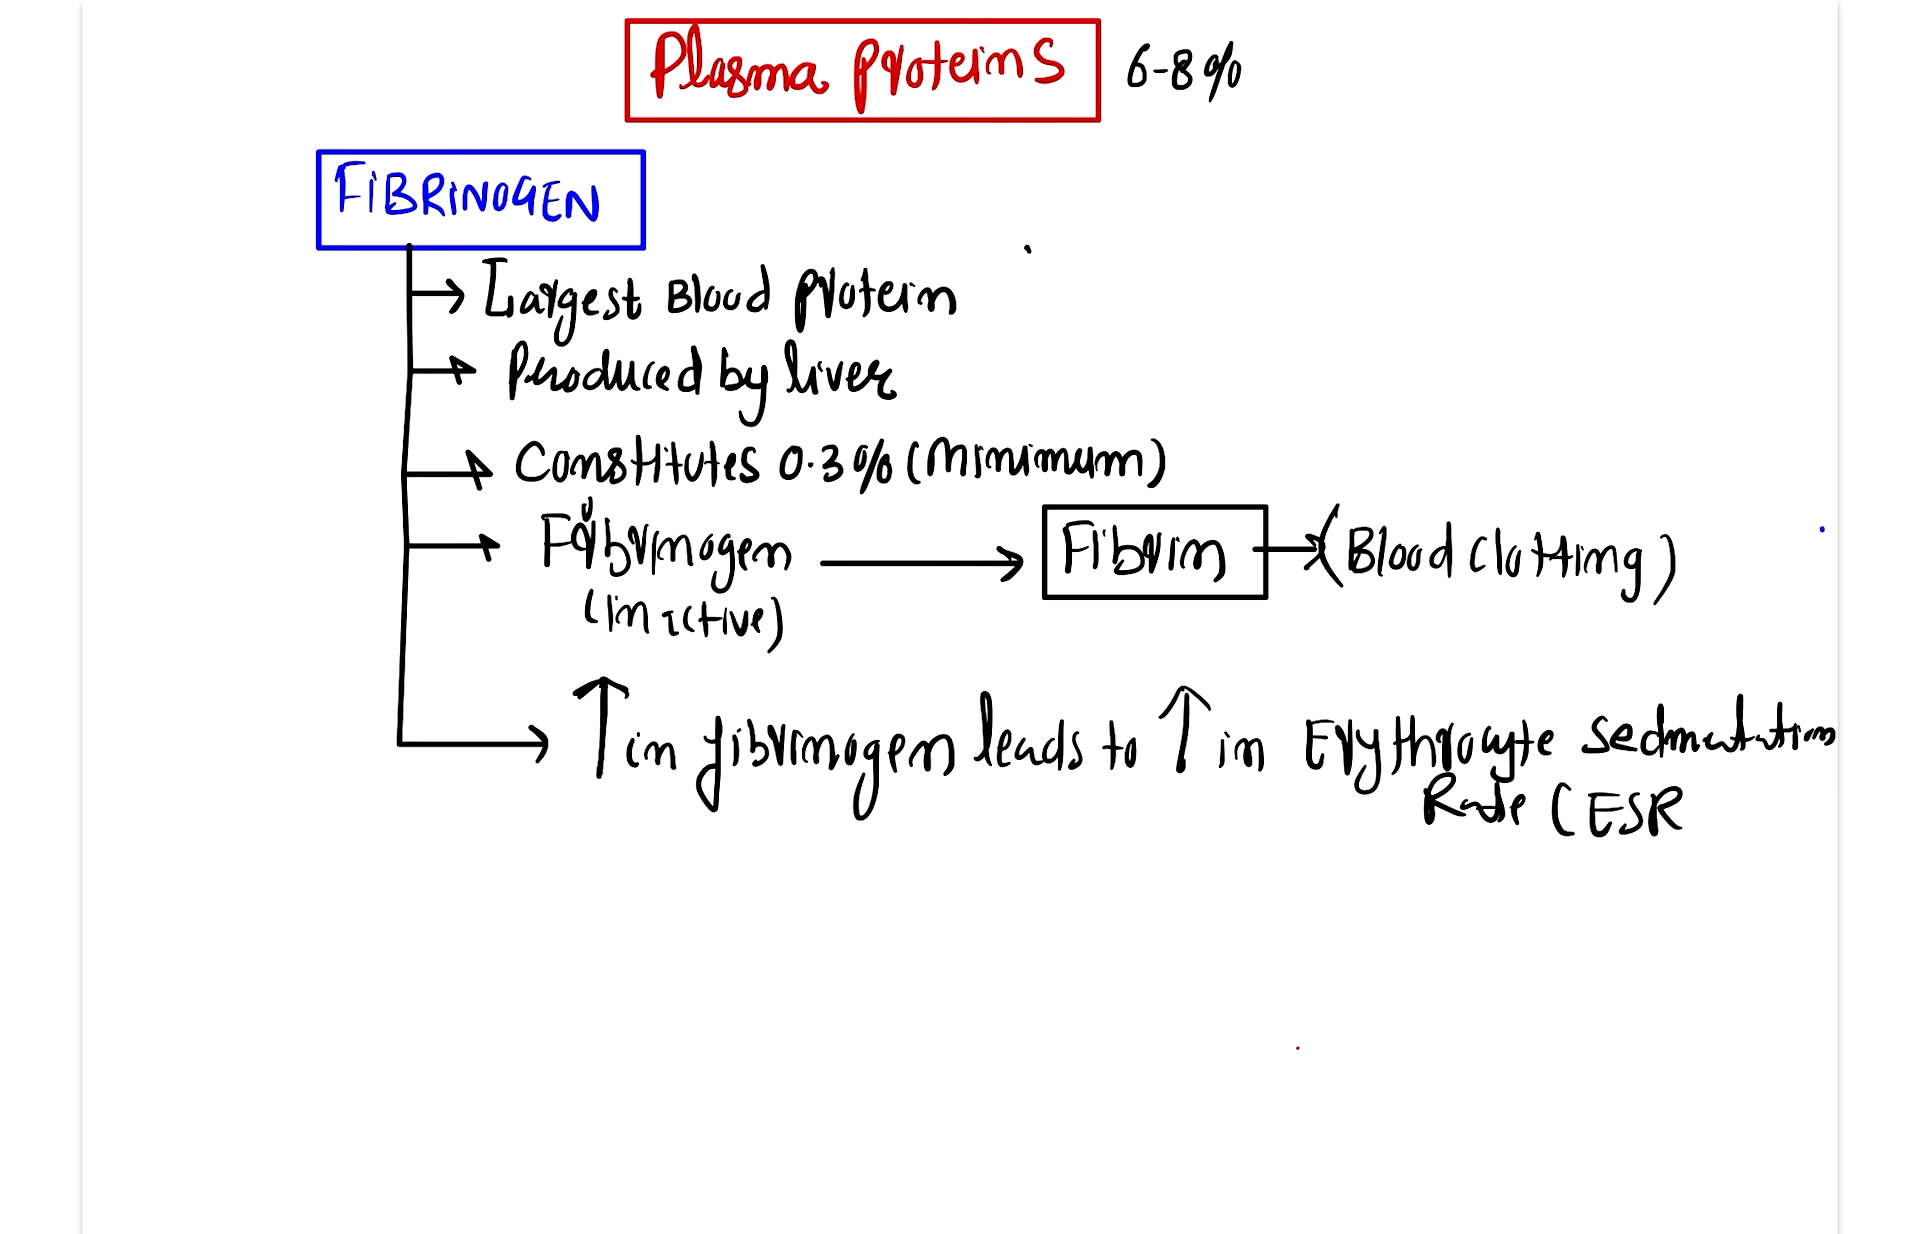 Plasma proteins 6-8%
FIBRINOGEN
Largest Blood protein
Produced by liver
Constitutes 0.3% (Minimum)
Fibrinogen → Fibrin → (Blood clotting)
(inactive)
↑ in fibrinogen leads to ↑ in Erythrocyte Sedmentation
Rate (ESR